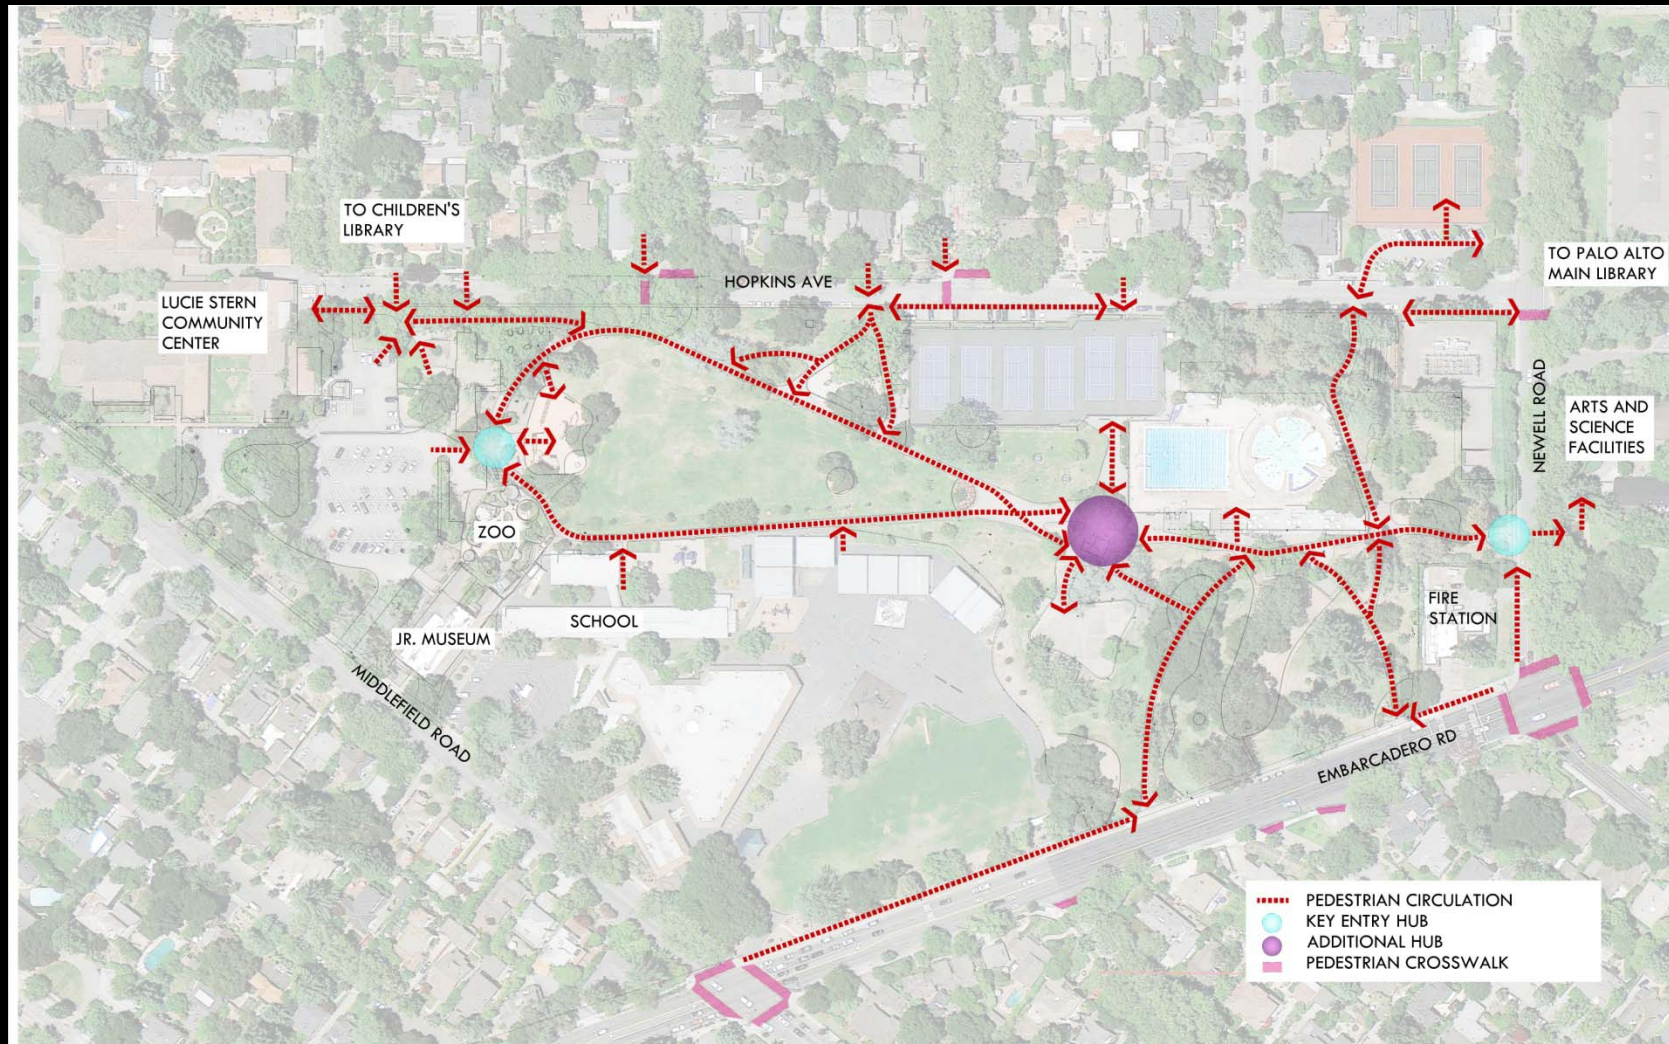 TO CHILDREN'S
LIBRARY
HOPKINS AVE
TO PALO ALTO
MAIN LIBRARY
LUCIE STERN
COMMUNITY
CENTER
NEWELL ROAD
ARTS AND
SCIENCE
FACILITIES
ZOO
FIRE
STATION
SCHOOL
JR. MUSEUM
MIDDLEFIELD ROAD
EMBARCADERO RD
PEDESTRIAN CIRCULATION
KEY ENTRY HUB
ADDITIONAL HUB
PEDESTRIAN CROSSWALK